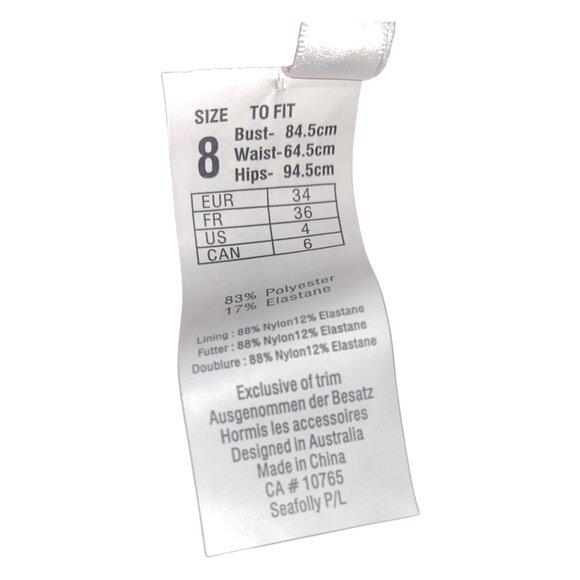 SIZE TO FIT
8 Bust- 84.5cm
Waist-64.5cm
Hips- 94.5cm
EUR 34
FR 36
US 4
CAN 6
83% Polyester
17% Elastane
Lining : 88% Nylon12% Elastane
Futter : 88% Nylon12% Elastane
Doublure : 88% Nylon12% Elastane
Exclusive of trim
Ausgenommen der Besatz
Hormis les accessoires
Designed in Australia
Made in China
CA # 10765
Seafolly P/L